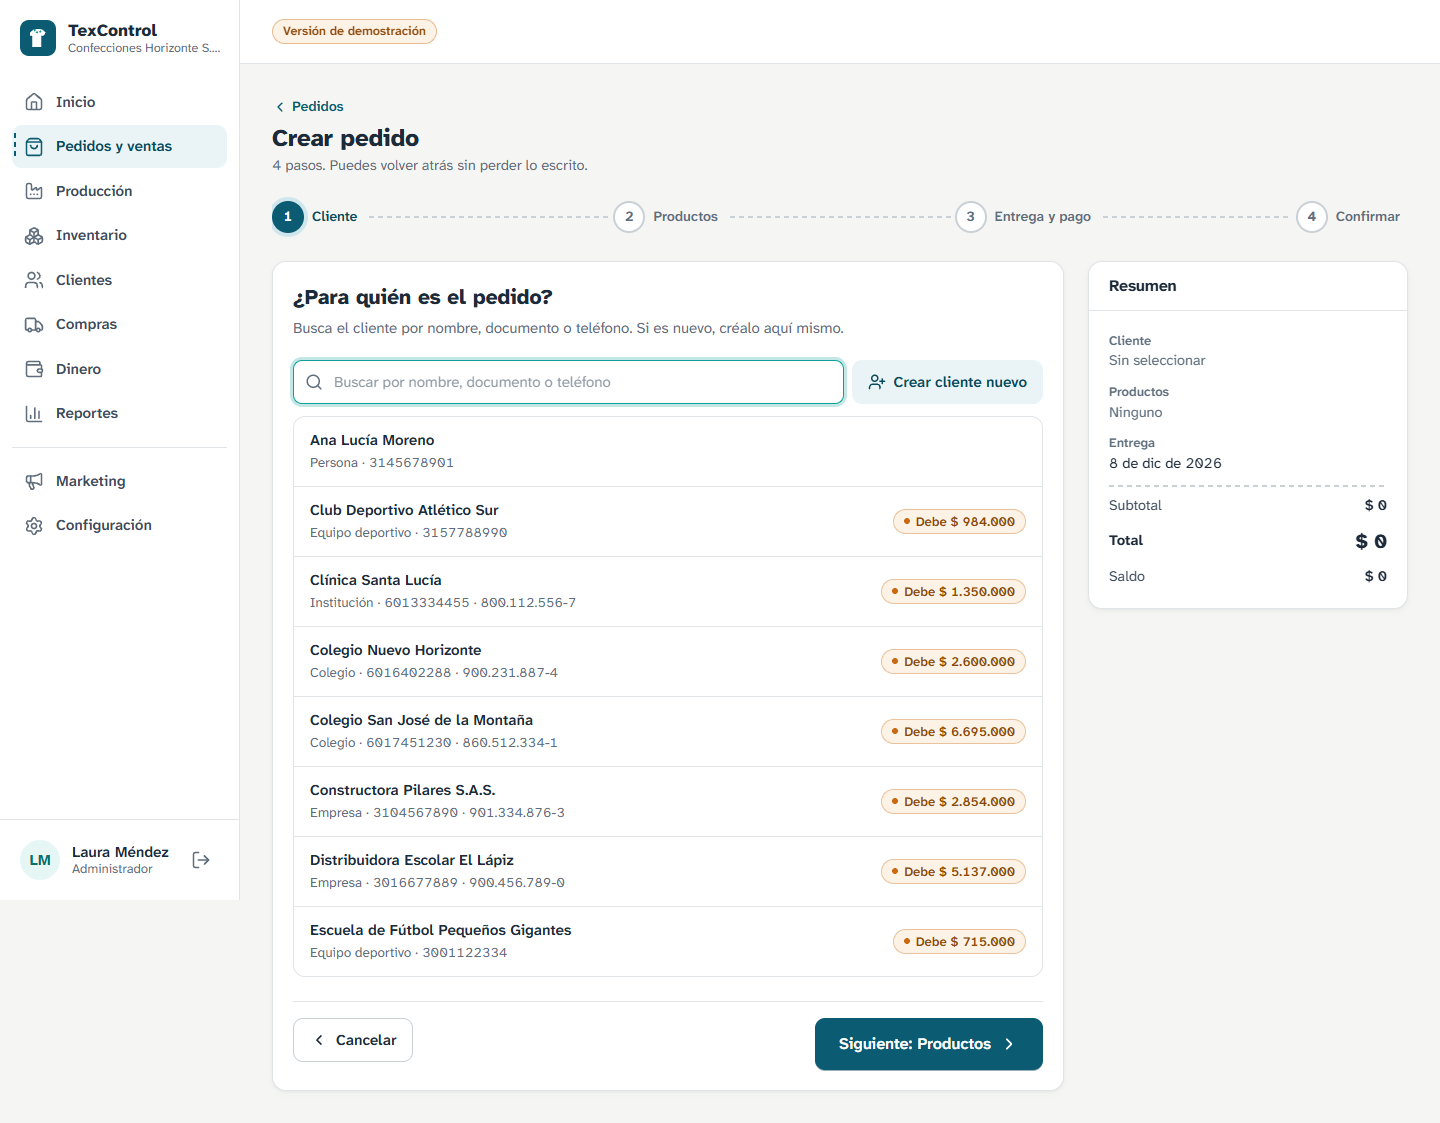 TexControl
Confecciones Horizonte S....
Inicio
Pedidos y ventas
Producción
Inventario
Clientes
Compras
Dinero
Reportes
Marketing
Configuración
LM
Laura Méndez
Administrador
Versión de demostración
Pedidos
Crear pedido
4 pasos. Puedes volver atrás sin perder lo escrito.
1 Cliente
2 Productos
3 Entrega y pago
4 Confirmar
¿Para quién es el pedido?
Busca el cliente por nombre, documento o teléfono. Si es nuevo, créalo aquí mismo.
Buscar por nombre, documento o teléfono
Crear cliente nuevo
Ana Lucía Moreno
Persona · 3145678901
Club Deportivo Atlético Sur
Equipo deportivo · 3157788990
Debe $ 984.000
Clínica Santa Lucía
Institución · 6013334455 · 800.112.556-7
Debe $ 1.350.000
Colegio Nuevo Horizonte
Colegio · 6016402288 · 900.231.887-4
Debe $ 2.600.000
Colegio San José de la Montaña
Colegio · 6017451230 · 860.512.334-1
Debe $ 6.695.000
Constructora Pilares S.A.S.
Empresa · 3104567890 · 901.334.876-3
Debe $ 2.854.000
Distribuidora Escolar El Lápiz
Empresa · 3016677889 · 900.456.789-0
Debe $ 5.137.000
Escuela de Fútbol Pequeños Gigantes
Equipo deportivo · 3001122334
Debe $ 715.000
Cancelar
Siguiente: Productos
Resumen
Cliente
Sin seleccionar
Productos
Ninguno
Entrega
8 de dic de 2026
Subtotal $ 0
Total $ 0
Saldo $ 0